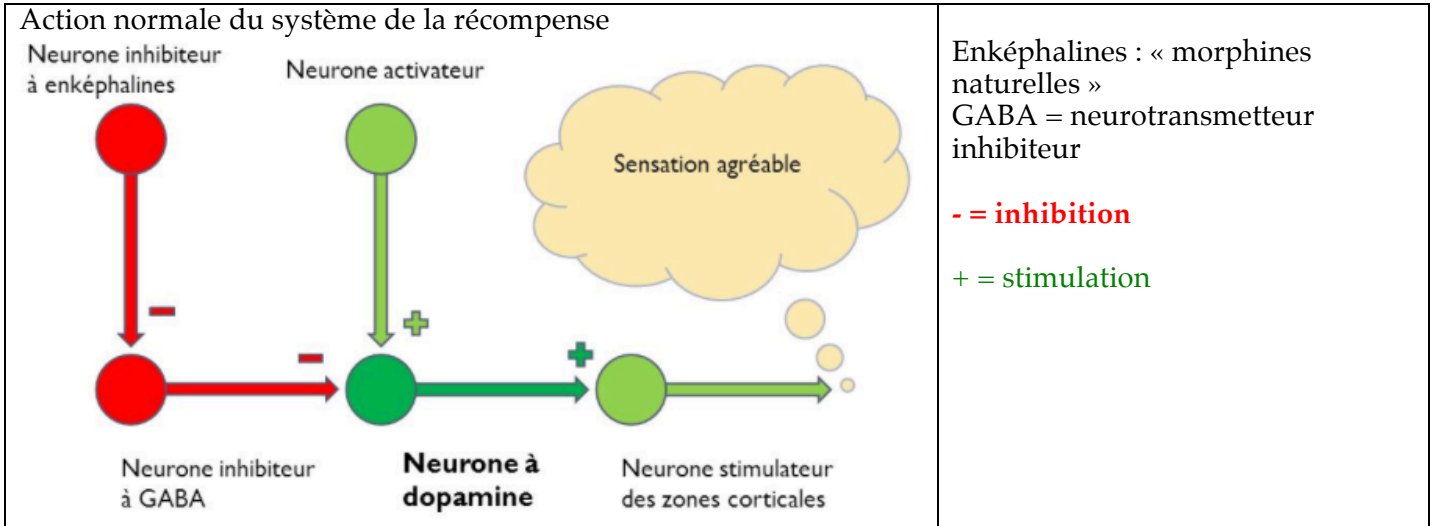 Action normale du système de la récompense
Neurone inhibiteur
à enképhalines
Neurone activateur
Sensation agréable
-
+
-
+
Neurone inhibiteur
à GABA
Neurone à
dopamine
Neurone stimulateur
des zones corticales
Enképhalines : « morphines
naturelles »
GABA = neurotransmetteur
inhibiteur
- = inhibition
+ = stimulation